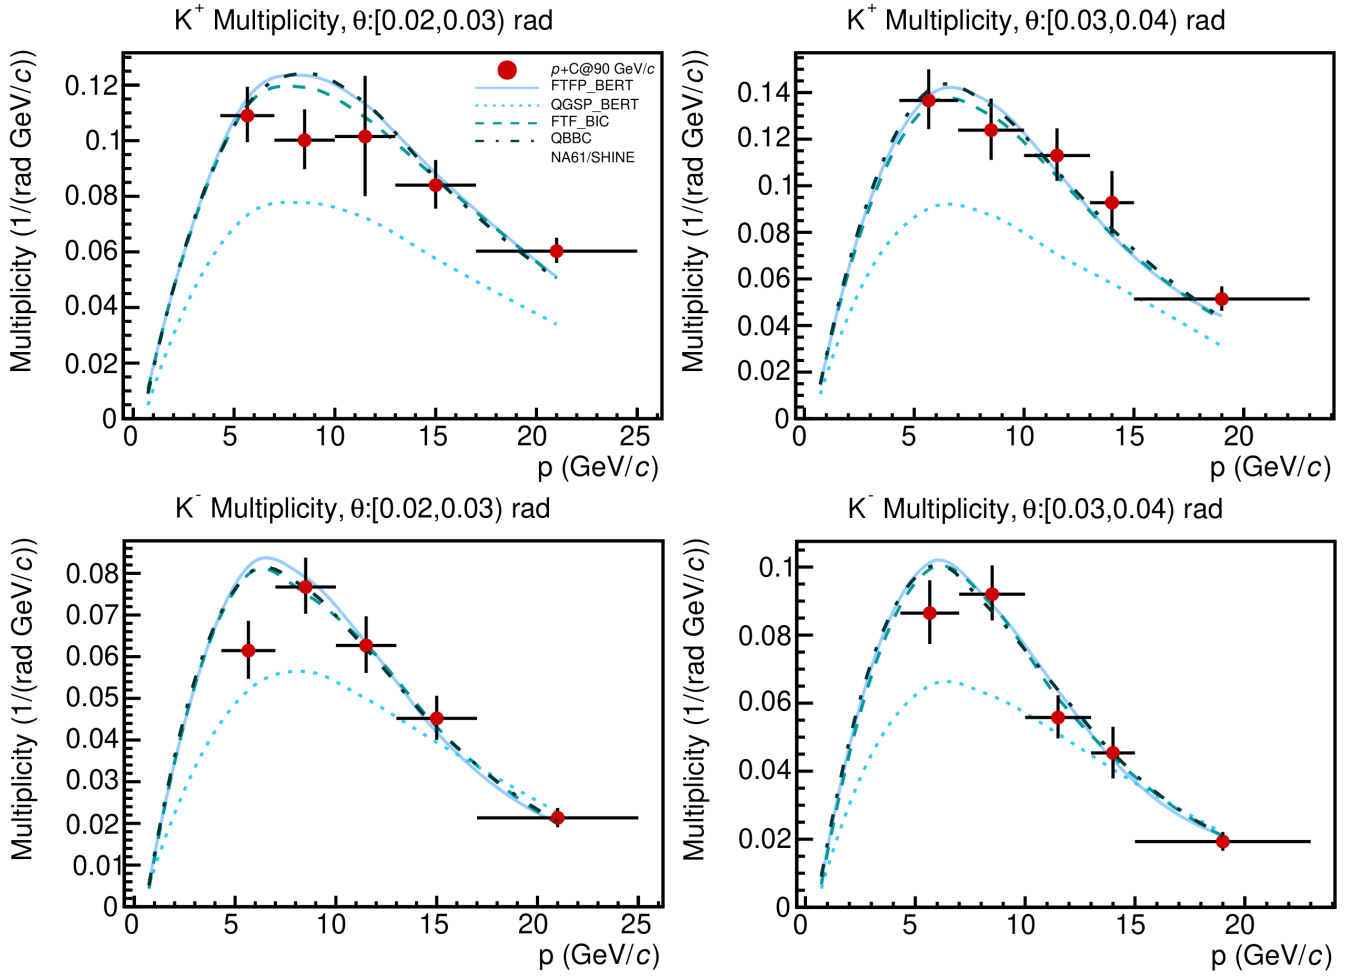 K+ Multiplicity, θ:[0.02,0.03) rad
Multiplicity (1/(rad GeV/c))
0.12
0.1
0.08
0.06
0.04
0.02
0
p+C@90 GeV/c
FTFP_BERT
QGSP_BERT
FTF_BIC
QBBC
NA61/SHINE
0 5 10 15 20 25
p (GeV/c)
K+ Multiplicity, θ:[0.03,0.04) rad
Multiplicity (1/(rad GeV/c))
0.14
0.12
0.1
0.08
0.06
0.04
0.02
0
0 5 10 15 20
p (GeV/c)
K- Multiplicity, θ:[0.02,0.03) rad
Multiplicity (1/(rad GeV/c))
0.08
0.07
0.06
0.05
0.04
0.03
0.02
0.01
0
0 5 10 15 20 25
p (GeV/c)
K- Multiplicity, θ:[0.03,0.04) rad
Multiplicity (1/(rad GeV/c))
0.1
0.08
0.06
0.04
0.02
0
0 5 10 15 20
p (GeV/c)